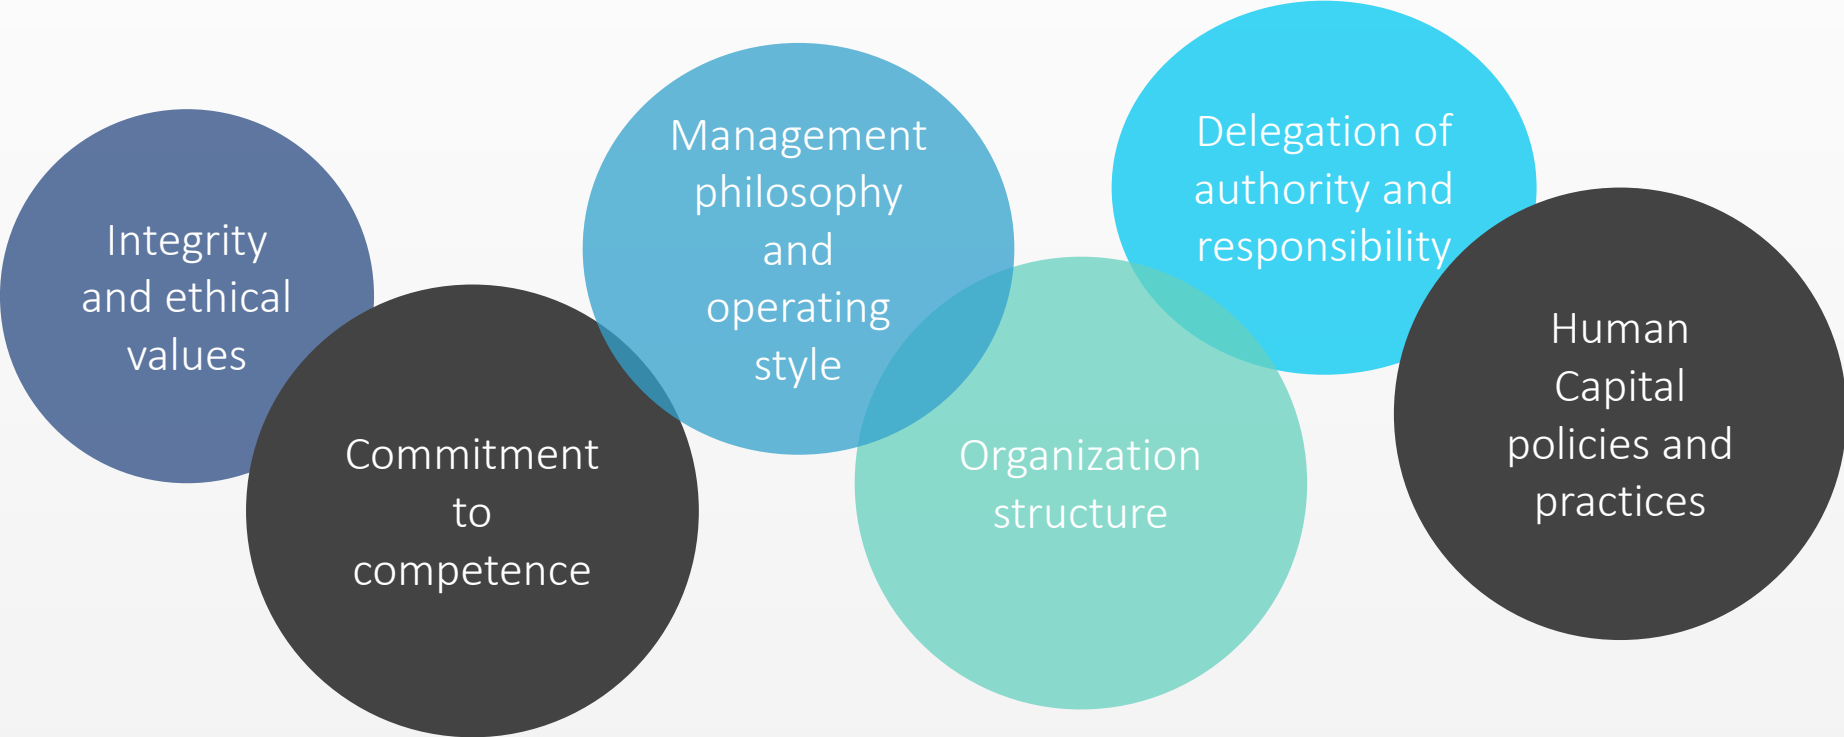 Integrity
and ethical
values
Commitment
to
competence
Management
philosophy
and
operating
style
Organization
structure
Delegation of
authority and
responsibility
Human
Capital
policies and
practices